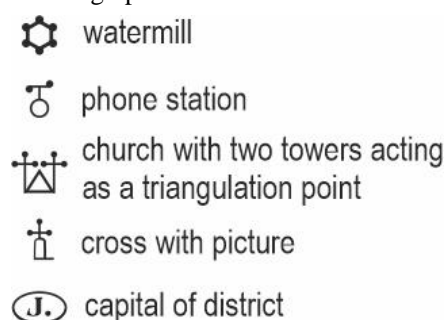 watermill
phone station
church with two towers acting
as a triangulation point
cross with picture
J. capital of district